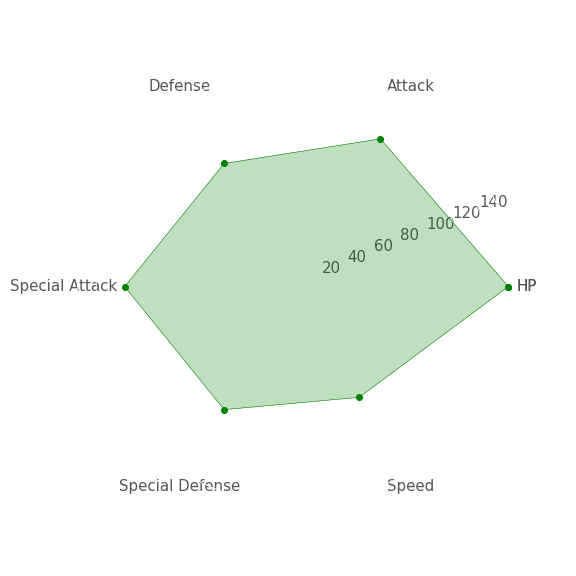 Defense
Attack
140
120
100
80
60
40
20
Special Attack
HP
Special Defense
Speed